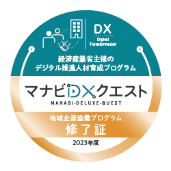 DX
Digital
Transformation
経済産業省主催の
デジタル推進人材育成プログラム
マナビDXクエスト
MANABI-DELUXE-QUEST
地域企業協働プログラム
修了証
2023年度